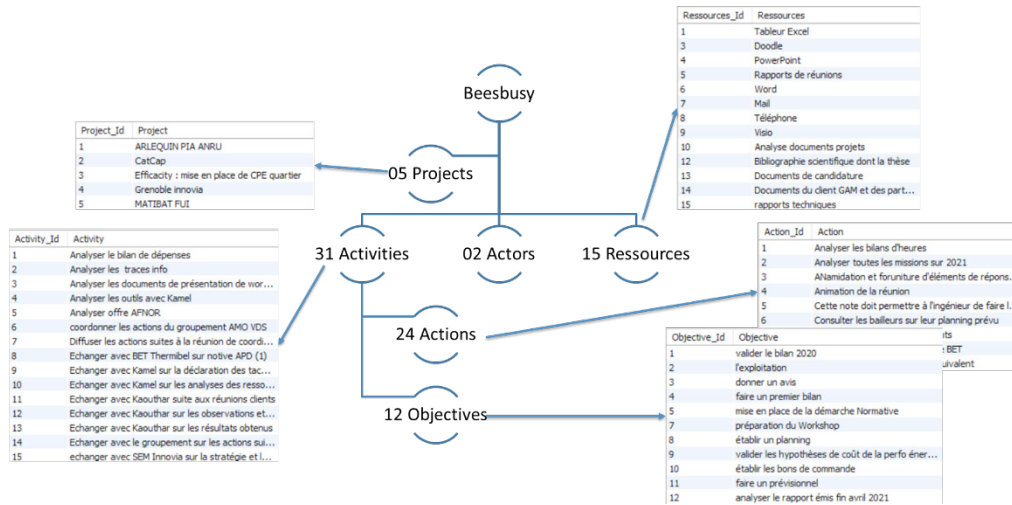 Beesbusy
05 Projects
31 Activities
02 Actors
15 Ressources
24 Actions
12 Objectives
Project_Id Project
1 ARLEQUIN PIA ANRU
2 CatCap
3 Efficacity : mise en place de CPE quartier
4 Grenoble innovia
5 MATIBAT FUI
Activity_Id Activity
1 Analyser le bilan de dépenses
2 Analyser les traces info
3 Analyser les documents de présentation de wor...
4 Analyser les outils avec Kamel
5 Analyser offre AFNOR
6 coordonner les actions du groupement AMO VDS
7 Diffuser les actions suites à la réunion de coordi...
8 Echanger avec BET Thermibel sur notive APD (1)
9 Echanger avec Kamel sur la déclaration des tac...
10 Echanger avec Kamel sur les analyses des resso...
11 Echanger avec Kaouthar suite aux réunions clients
12 Echanger avec Kaouthar sur les observations et...
13 Echanger avec Kaouthar sur les résultats obtenus
14 Echanger avec le groupement sur les actions sui...
15 echanger avec SEM Innovia sur la stratégie et l...
Ressources_Id Ressources
1 Tableur Excel
3 Doodle
4 PowerPoint
5 Rapports de réunions
6 Word
7 Mail
8 Téléphone
9 Visio
10 Analyse documents projets
12 Bibliographie scientifique dont la thèse
13 Documents de candidature
14 Documents du client GAM et des part...
15 rapports techniques
Action_Id Action
1 Analyser les bilans d'heures
2 Analyser toutes les missions sur 2021
3 ANamidation et foruniture d'éléments de répons...
4 Animation de la réunion
5 Cette note doit permettre à l'ingénieur de faire l...
6 Consulter les bailleurs sur leur planning prévu
nts
BET
uivalent
Objective_Id Objective
1 valider le bilan 2020
2 l'exploitation
3 donner un avis
4 faire un premier bilan
5 mise en place de la démarche Normative
7 préparation du Workshop
8 établir un planning
9 valider les hypothèses de coût de la perfo éner...
10 établir les bons de commande
11 faire un prévisionnel
12 analyser le rapport émis fin avril 2021